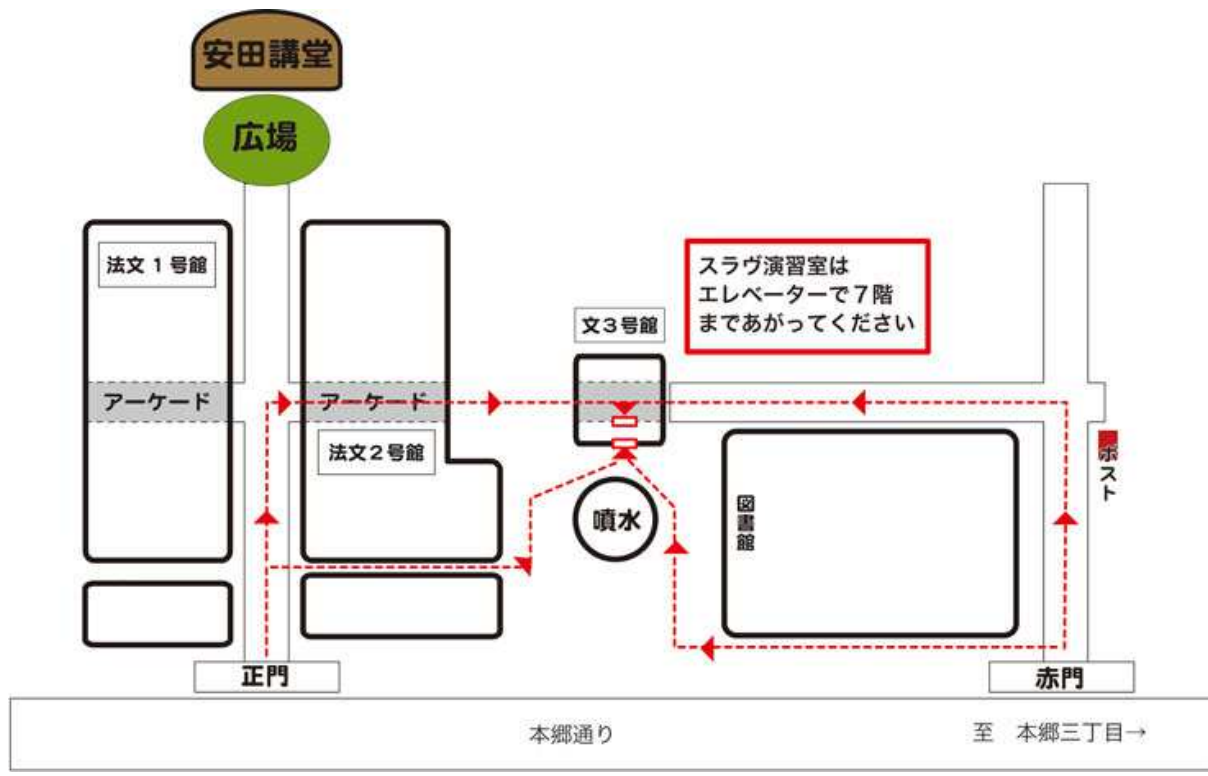 安田講堂
広場
法文 1 号館
スラヴ演習室は
エレベーターで7階
まであがってください
文3号館
アーケード
アーケード
法文2号館
ポスト
図書館
噴水
正門
赤門
本郷通り
至　本郷三丁目→